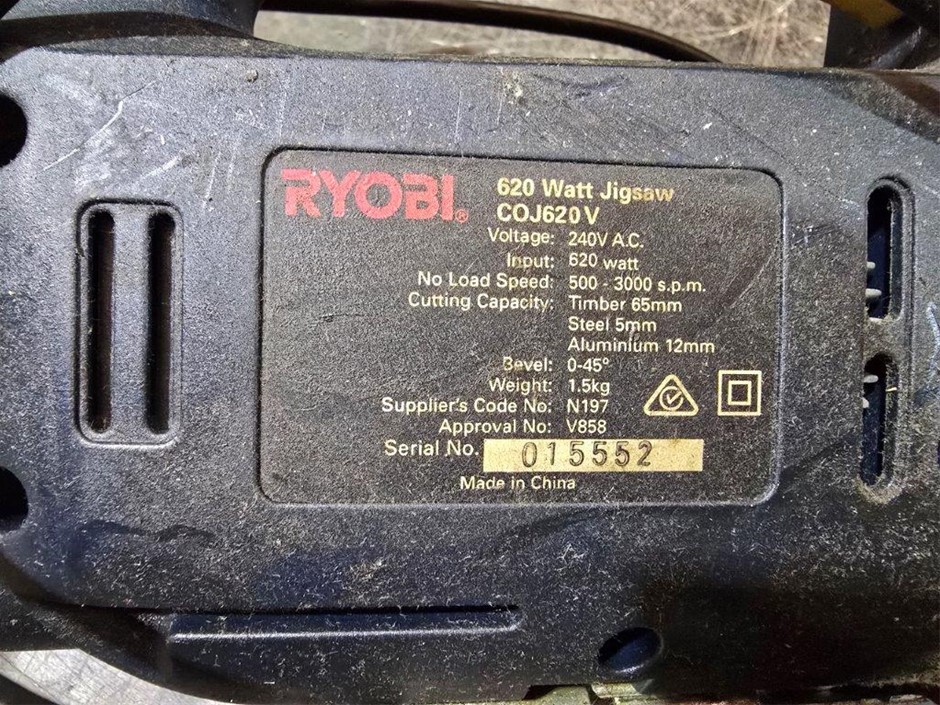 RYOBI®
620 Watt Jigsaw
COJ620V
Voltage: 240V A.C.
Input: 620 watt
No Load Speed: 500 - 3000 s.p.m.
Cutting Capacity: Timber 65mm
Steel 5mm
Aluminium 12mm
Bevel: 0-45°
Weight: 1.5kg
Supplier's Code No: N197
Approval No: V858
Serial No. 015552
Made in China